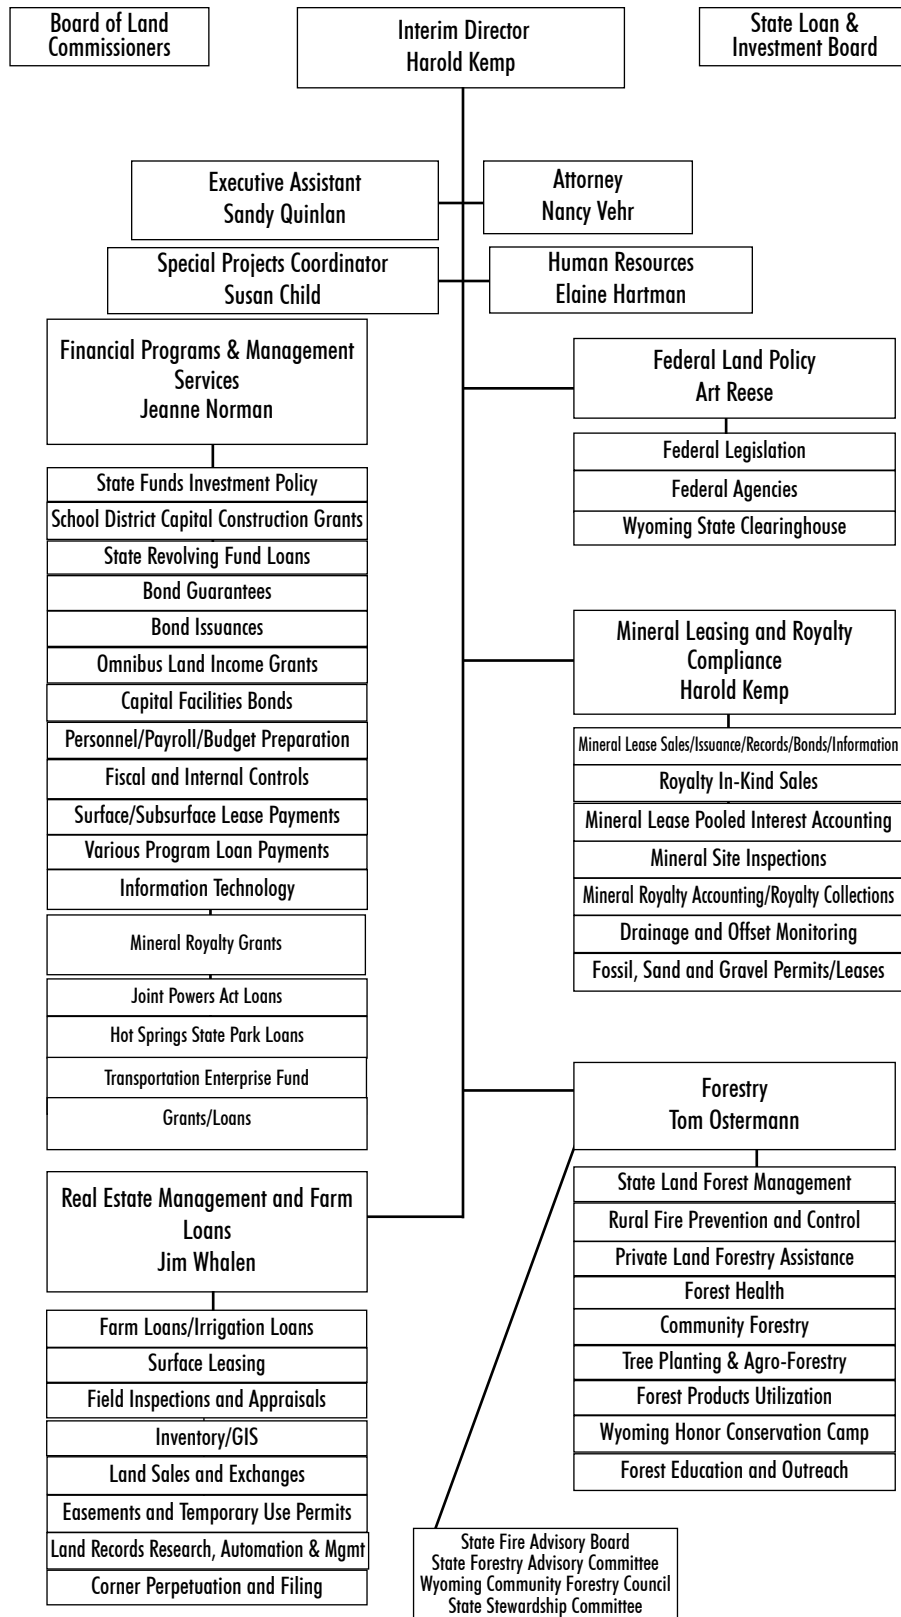 Board of Land
Commissioners
Interim Director
Harold Kemp
State Loan &
Investment Board
Executive Assistant
Sandy Quinlan
Attorney
Nancy Vehr
Special Projects Coordinator
Susan Child
Human Resources
Elaine Hartman
Financial Programs & Management
Services
Jeanne Norman
State Funds Investment Policy
School District Capital Construction Grants
State Revolving Fund Loans
Bond Guarantees
Bond Issuances
Omnibus Land Income Grants
Capital Facilities Bonds
Personnel/Payroll/Budget Preparation
Fiscal and Internal Controls
Surface/Subsurface Lease Payments
Various Program Loan Payments
Information Technology
Mineral Royalty Grants
Joint Powers Act Loans
Hot Springs State Park Loans
Transportation Enterprise Fund
Grants/Loans
Real Estate Management and Farm
Loans
Jim Whalen
Farm Loans/Irrigation Loans
Surface Leasing
Field Inspections and Appraisals
Inventory/GIS
Land Sales and Exchanges
Easements and Temporary Use Permits
Land Records Research, Automation & Mgmt
Corner Perpetuation and Filing
Federal Land Policy
Art Reese
Federal Legislation
Federal Agencies
Wyoming State Clearinghouse
Mineral Leasing and Royalty
Compliance
Harold Kemp
Mineral Lease Sales/Issuance/Records/Bonds/Information
Royalty In-Kind Sales
Mineral Lease Pooled Interest Accounting
Mineral Site Inspections
Mineral Royalty Accounting/Royalty Collections
Drainage and Offset Monitoring
Fossil, Sand and Gravel Permits/Leases
Forestry
Tom Ostermann
State Land Forest Management
Rural Fire Prevention and Control
Private Land Forestry Assistance
Forest Health
Community Forestry
Tree Planting & Agro-Forestry
Forest Products Utilization
Wyoming Honor Conservation Camp
Forest Education and Outreach
State Fire Advisory Board
State Forestry Advisory Committee
Wyoming Community Forestry Council
State Stewardship Committee